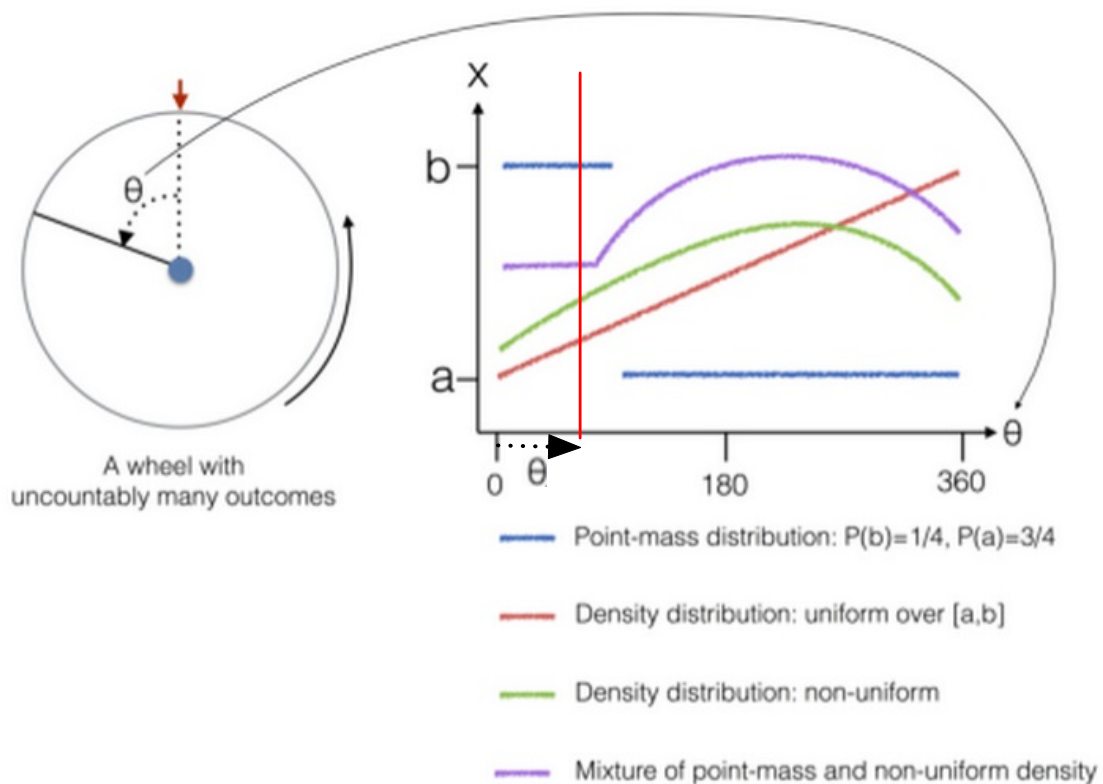 X
b
θ
a
θ
θ
0
180
360
A wheel with
uncountably many outcomes
Point-mass distribution: P(b)=1/4, P(a)=3/4
Density distribution: uniform over [a,b]
Density distribution: non-uniform
Mixture of point-mass and non-uniform density